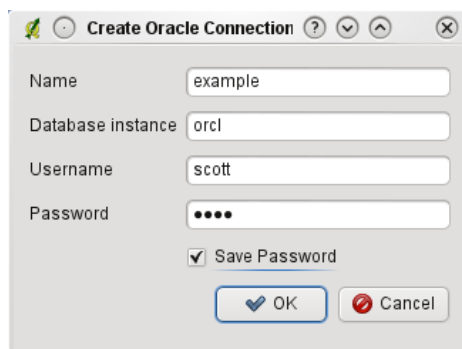 Create Oracle Connection
Name example
Database instance orcl
Username scott
Password ••••
Save Password
OK Cancel